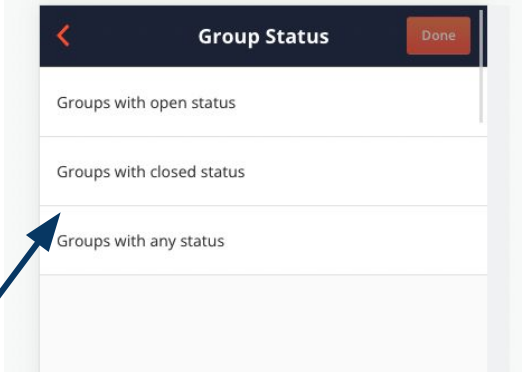 Group Status
Done
Groups with open status
Groups with closed status
Groups with any status